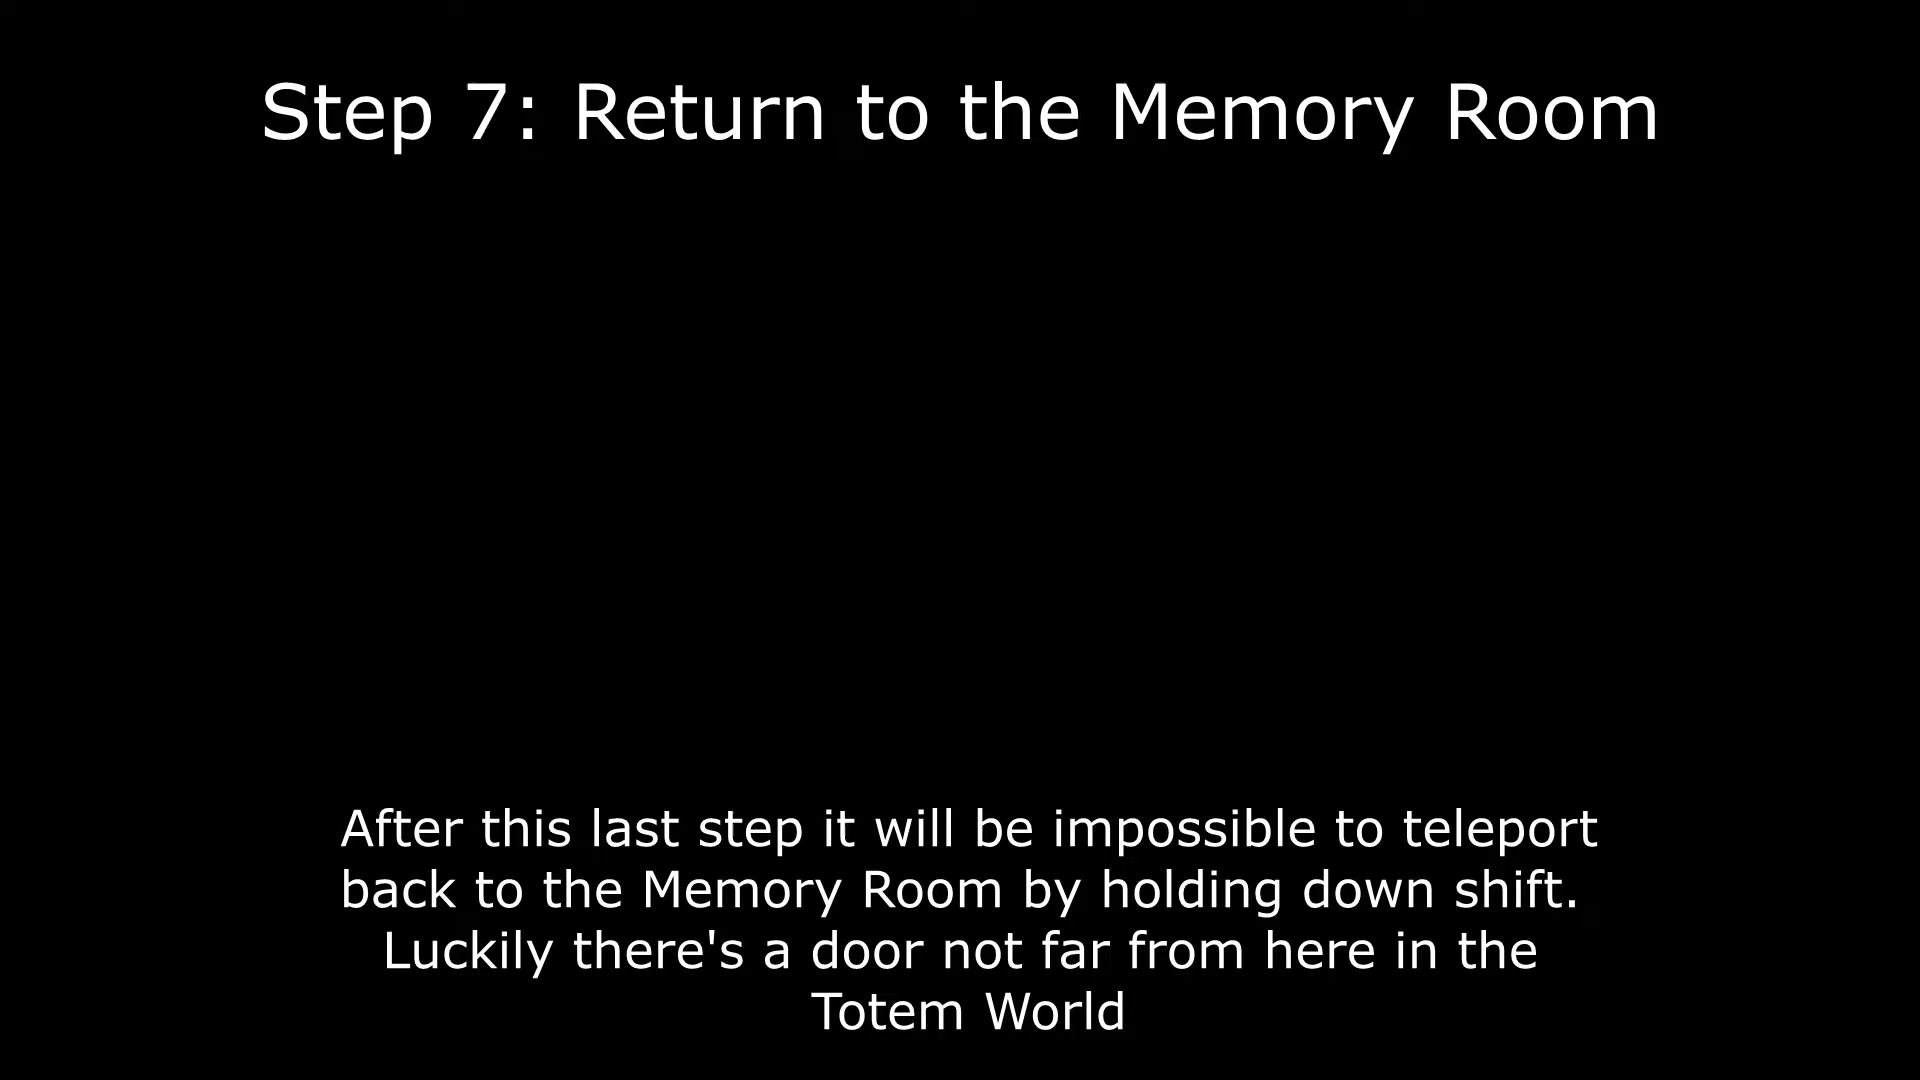 Step 7: Return to the Memory Room
After this last step it will be impossible to teleport
back to the Memory Room by holding down shift.
Luckily there's a door not far from here in the
Totem World